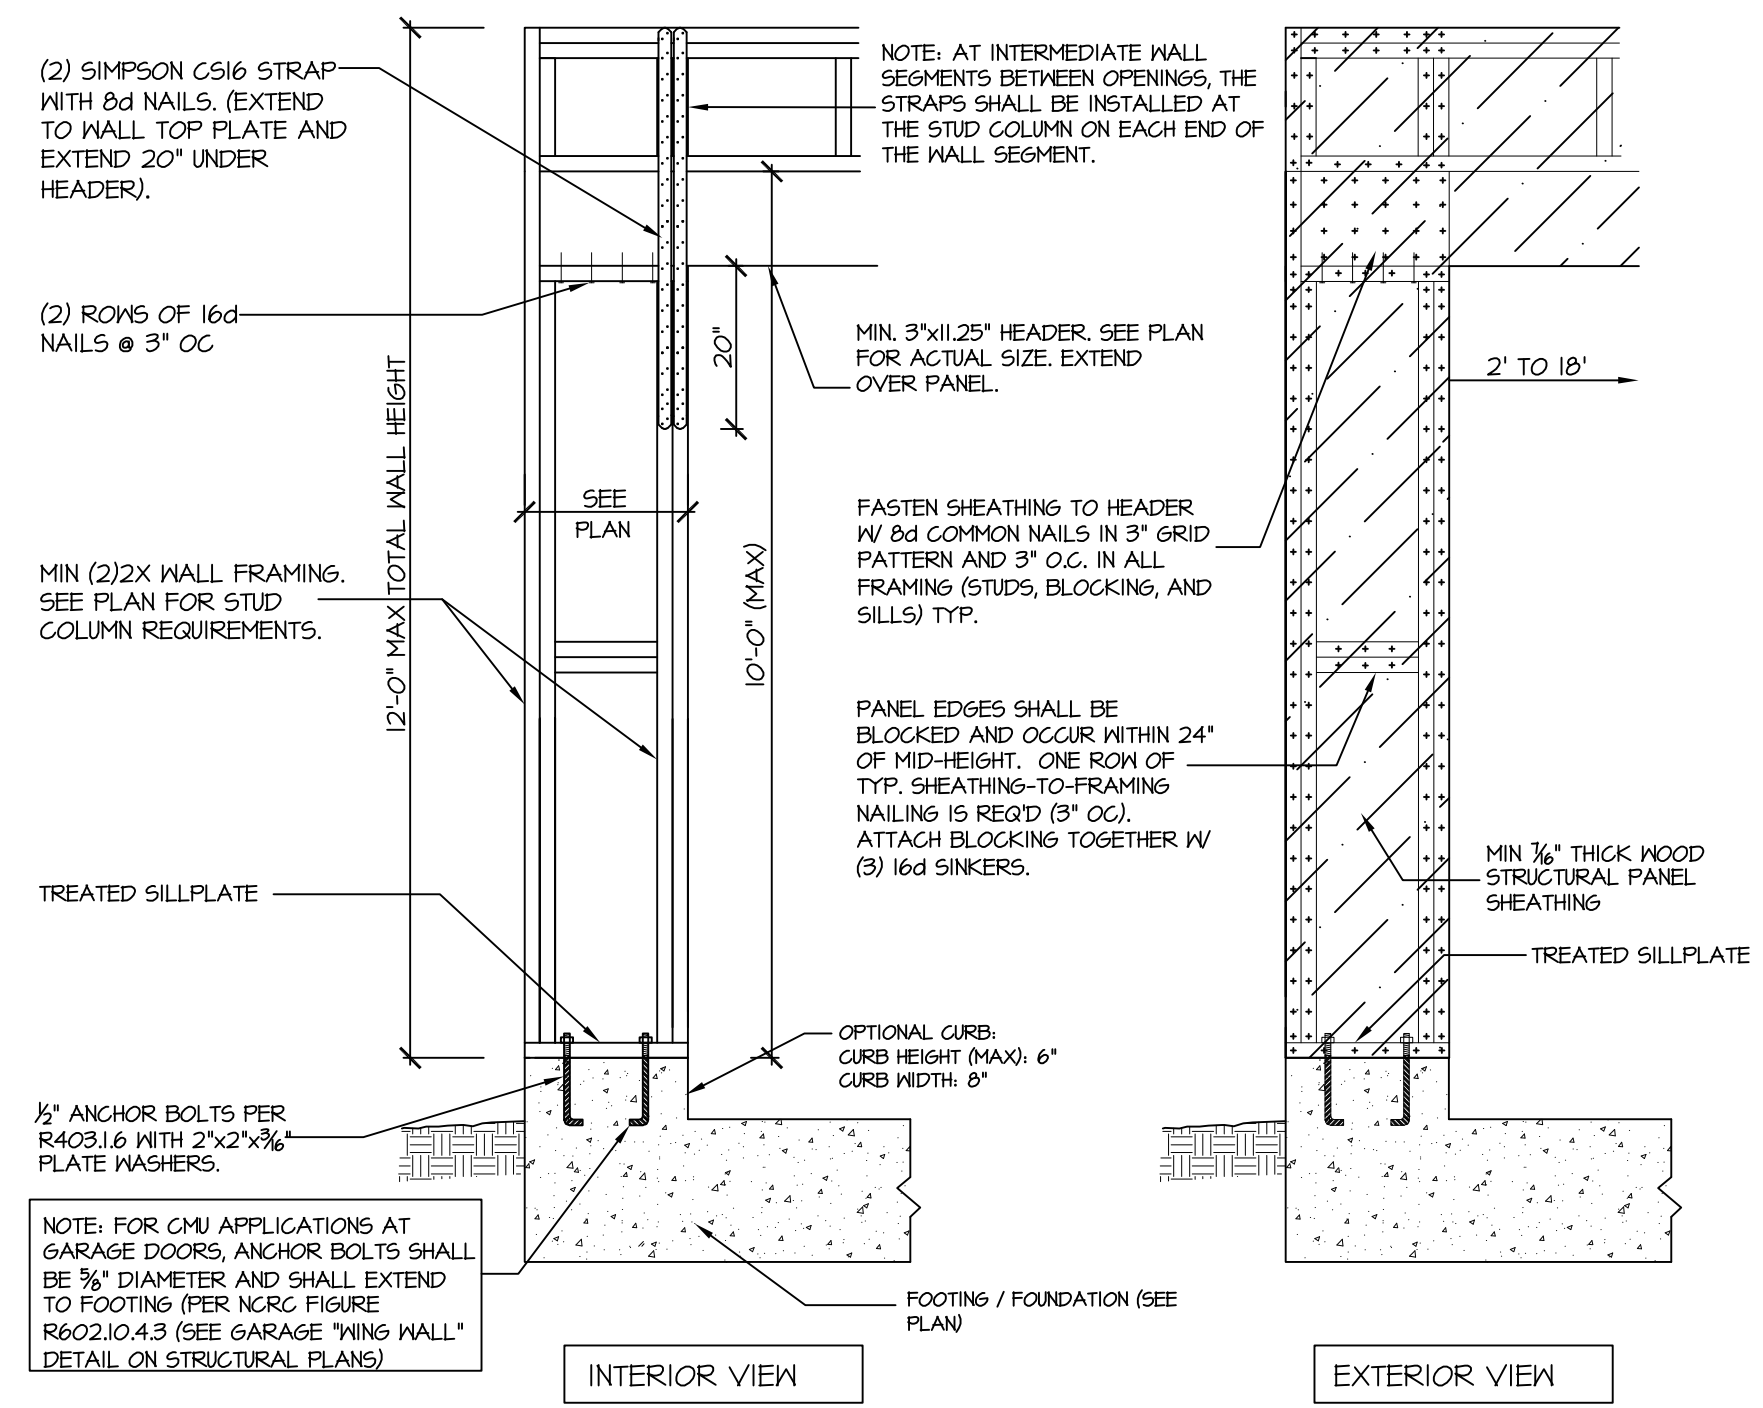 (2) SIMPSON CS16 STRAP
WITH 8d NAILS. (EXTEND
TO WALL TOP PLATE AND
EXTEND 20" UNDER
HEADER).
(2) ROWS OF 16d
NAILS @ 3" OC
MIN (2)2X WALL FRAMING.
SEE PLAN FOR STUD
COLUMN REQUIREMENTS.
TREATED SILLPLATE
½" ANCHOR BOLTS PER
R403.1.6 WITH 2"x2"x3/16"
PLATE WASHERS.
NOTE: FOR CMU APPLICATIONS AT
GARAGE DOORS, ANCHOR BOLTS SHALL
BE ⅝" DIAMETER AND SHALL EXTEND
TO FOOTING (PER NCRC FIGURE
R602.10.4.3 (SEE GARAGE "WING WALL"
DETAIL ON STRUCTURAL PLANS)
12'-0" MAX TOTAL WALL HEIGHT
SEE
PLAN
20"
10'-0" (MAX)
NOTE: AT INTERMEDIATE WALL
SEGMENTS BETWEEN OPENINGS, THE
STRAPS SHALL BE INSTALLED AT
THE STUD COLUMN ON EACH END OF
THE WALL SEGMENT.
MIN. 3"x11.25" HEADER. SEE PLAN
FOR ACTUAL SIZE. EXTEND
OVER PANEL.
FASTEN SHEATHING TO HEADER
W/ 8d COMMON NAILS IN 3" GRID
PATTERN AND 3" O.C. IN ALL
FRAMING (STUDS, BLOCKING, AND
SILLS) TYP.
PANEL EDGES SHALL BE
BLOCKED AND OCCUR WITHIN 24"
OF MID-HEIGHT. ONE ROW OF
TYP. SHEATHING-TO-FRAMING
NAILING IS REQ'D (3" OC).
ATTACH BLOCKING TOGETHER W/
(3) 16d SINKERS.
OPTIONAL CURB:
CURB HEIGHT (MAX): 6"
CURB WIDTH: 8"
FOOTING / FOUNDATION (SEE
PLAN)
INTERIOR VIEW
2' TO 18'
MIN 7/16" THICK WOOD
STRUCTURAL PANEL
SHEATHING
TREATED SILLPLATE
EXTERIOR VIEW